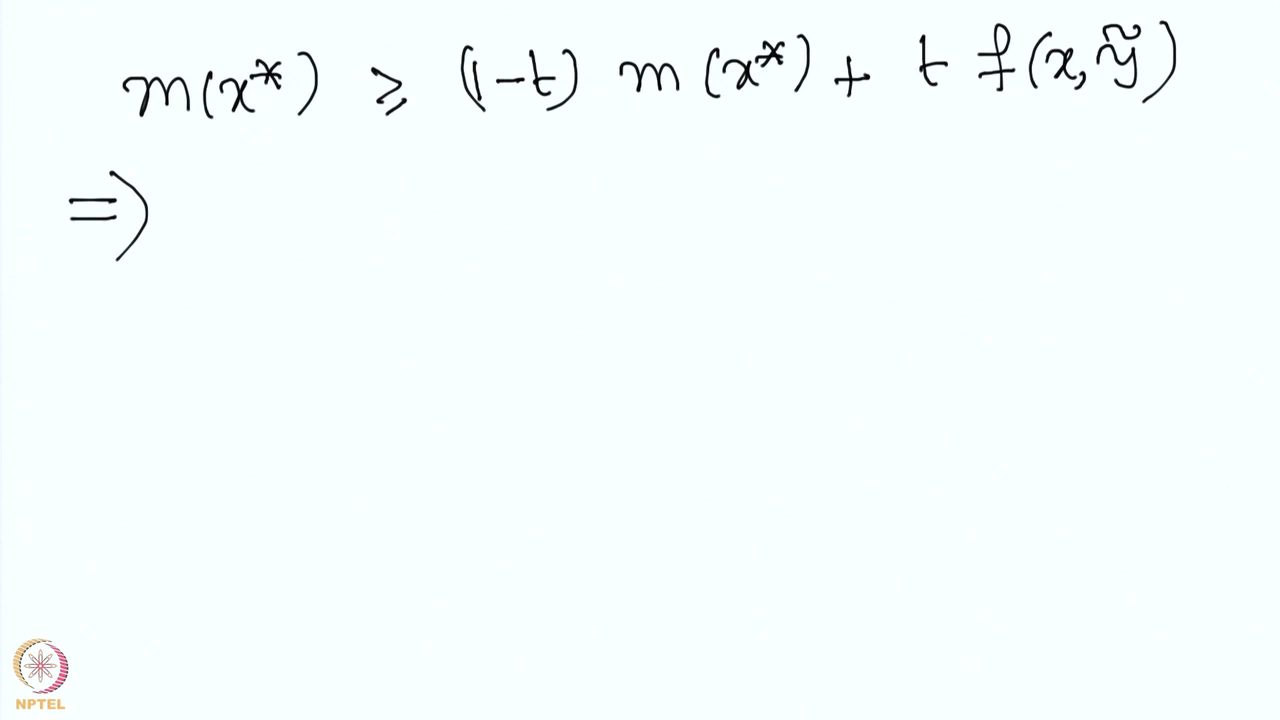 m(x*) ⩾ (1-t) m(x*) + t f(x, ỹ)
⇒
NPTEL